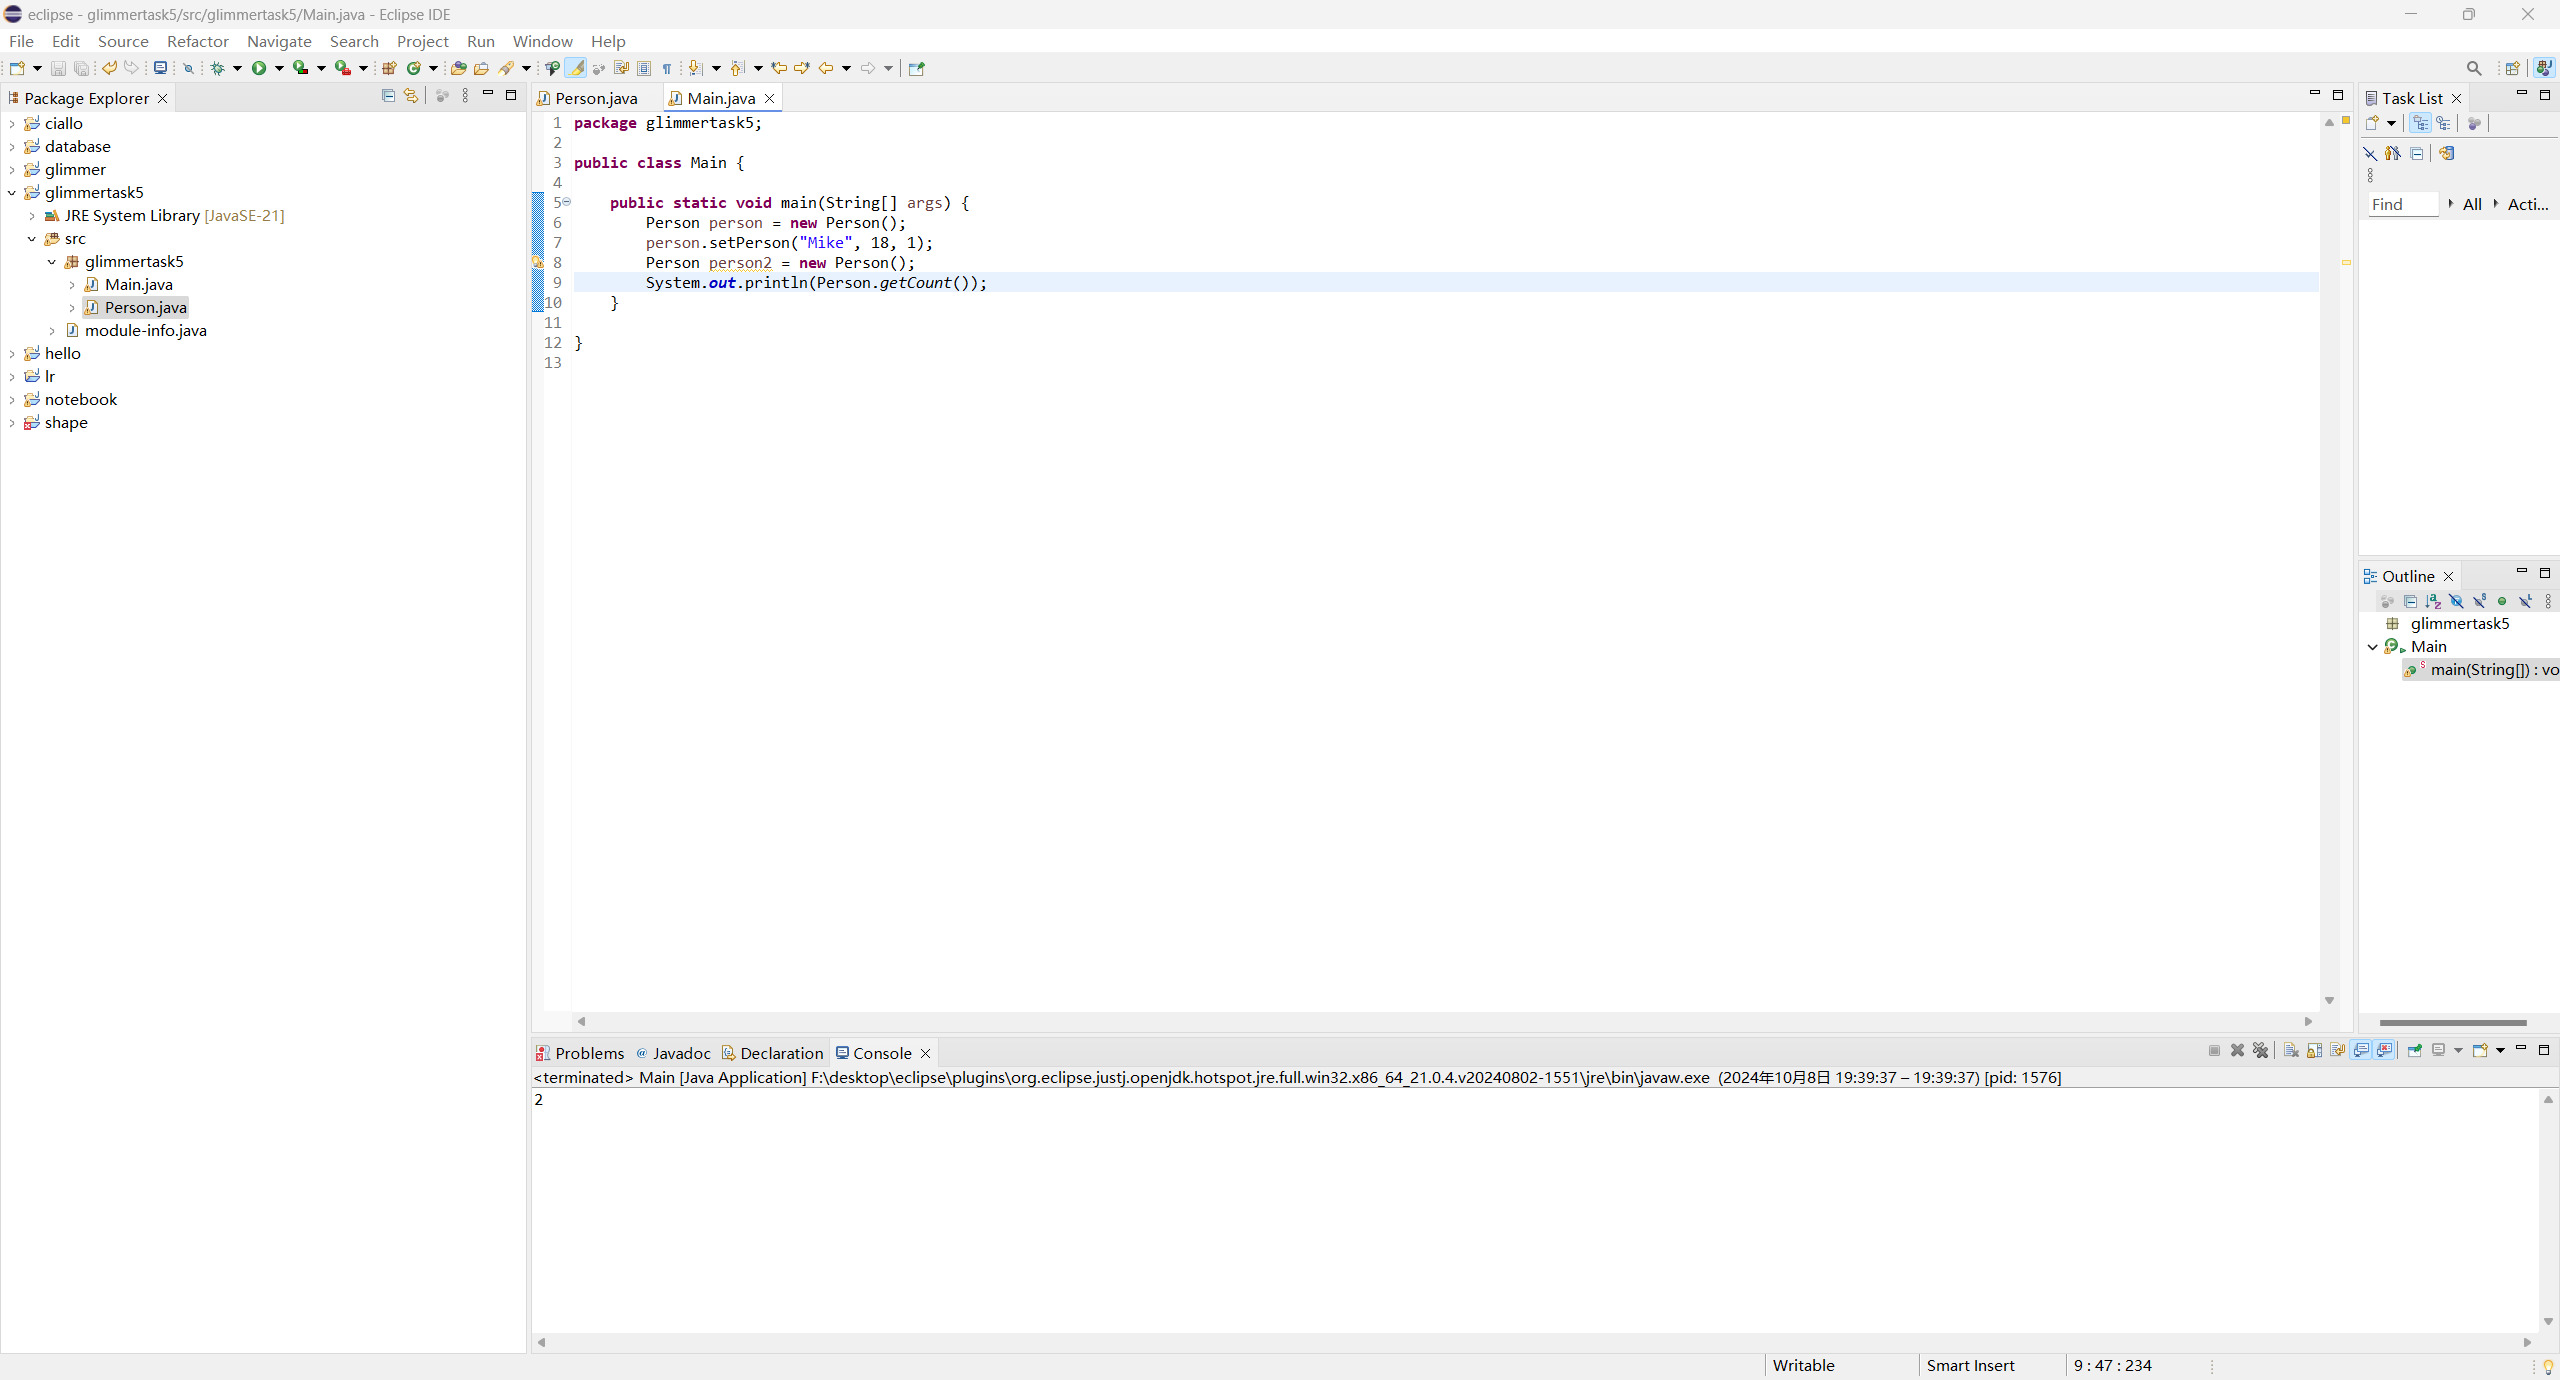 eclipse - glimmertask5/src/glimmertask5/Main.java - Eclipse IDE
File Edit Source Refactor Navigate Search Project Run Window Help
Package Explorer
ciallo
database
glimmer
glimmertask5
JRE System Library [JavaSE-21]
src
glimmertask5
Main.java
Person.java
module-info.java
hello
lr
notebook
shape
Person.java Main.java
1 package glimmertask5;
2
3 public class Main {
4
5 public static void main(String[] args) {
6 Person person = new Person();
7 person.setPerson("Mike", 18, 1);
8 Person person2 = new Person();
9 System.out.println(Person.getCount());
10 }
11
12 }
13
Task List
Find All Acti...
Outline
glimmertask5
Main
main(String[]) : vo
Problems Javadoc Declaration Console
<terminated> Main [Java Application] F:\desktop\eclipse\plugins\org.eclipse.justj.openjdk.hotspot.jre.full.win32.x86_64_21.0.4.v20240802-1551\jre\bin\javaw.exe (2024年10月8日 19:39:37 – 19:39:37) [pid: 1576]
2
Writable Smart Insert 9 : 47 : 234